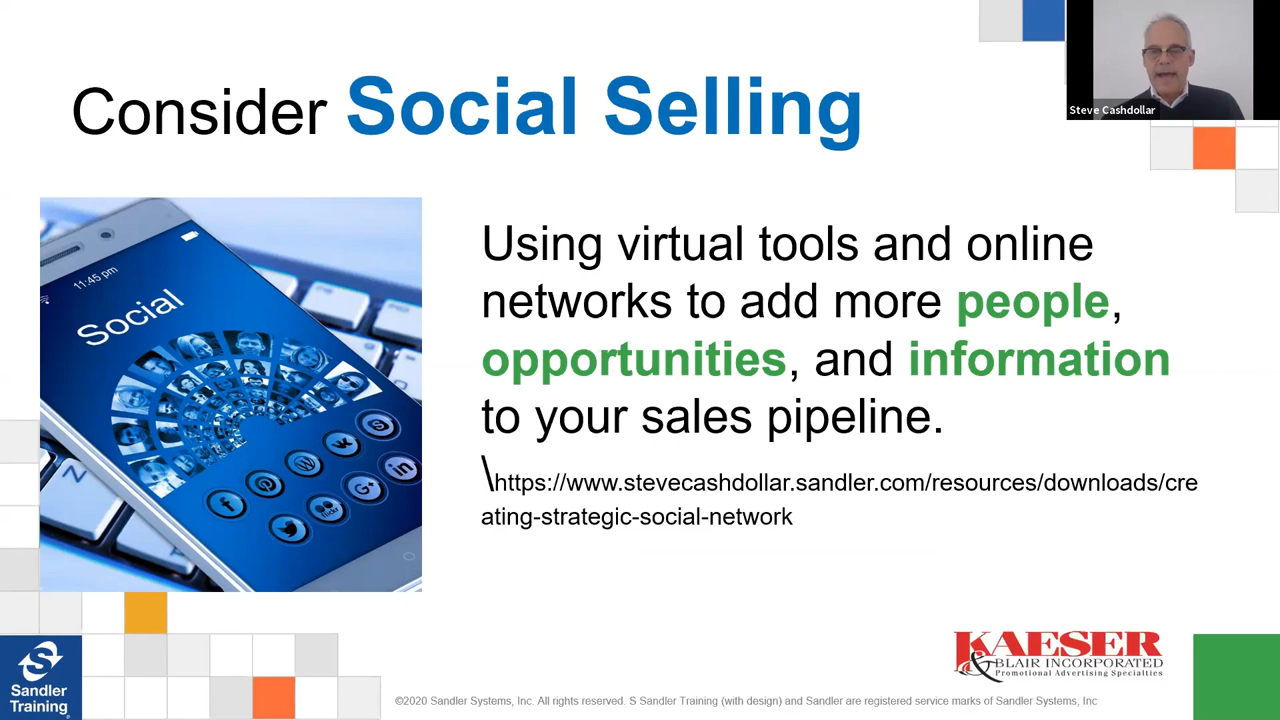 Consider Social Selling
Steve Cashdollar
11:45 pm
Social
Using virtual tools and online
networks to add more people,
opportunities, and information
to your sales pipeline.
\https://www.stevecashdollar.sandler.com/resources/downloads/cre
ating-strategic-social-network
f
W
flickr
G+
in
S
N
Sandler
Training®
KAESER
& BLAIR INCORPORATED
Promotional Advertising Specialties
©2020 Sandler Systems, Inc. All rights reserved. S Sandler Training (with design) and Sandler are registered service marks of Sandler Systems, Inc